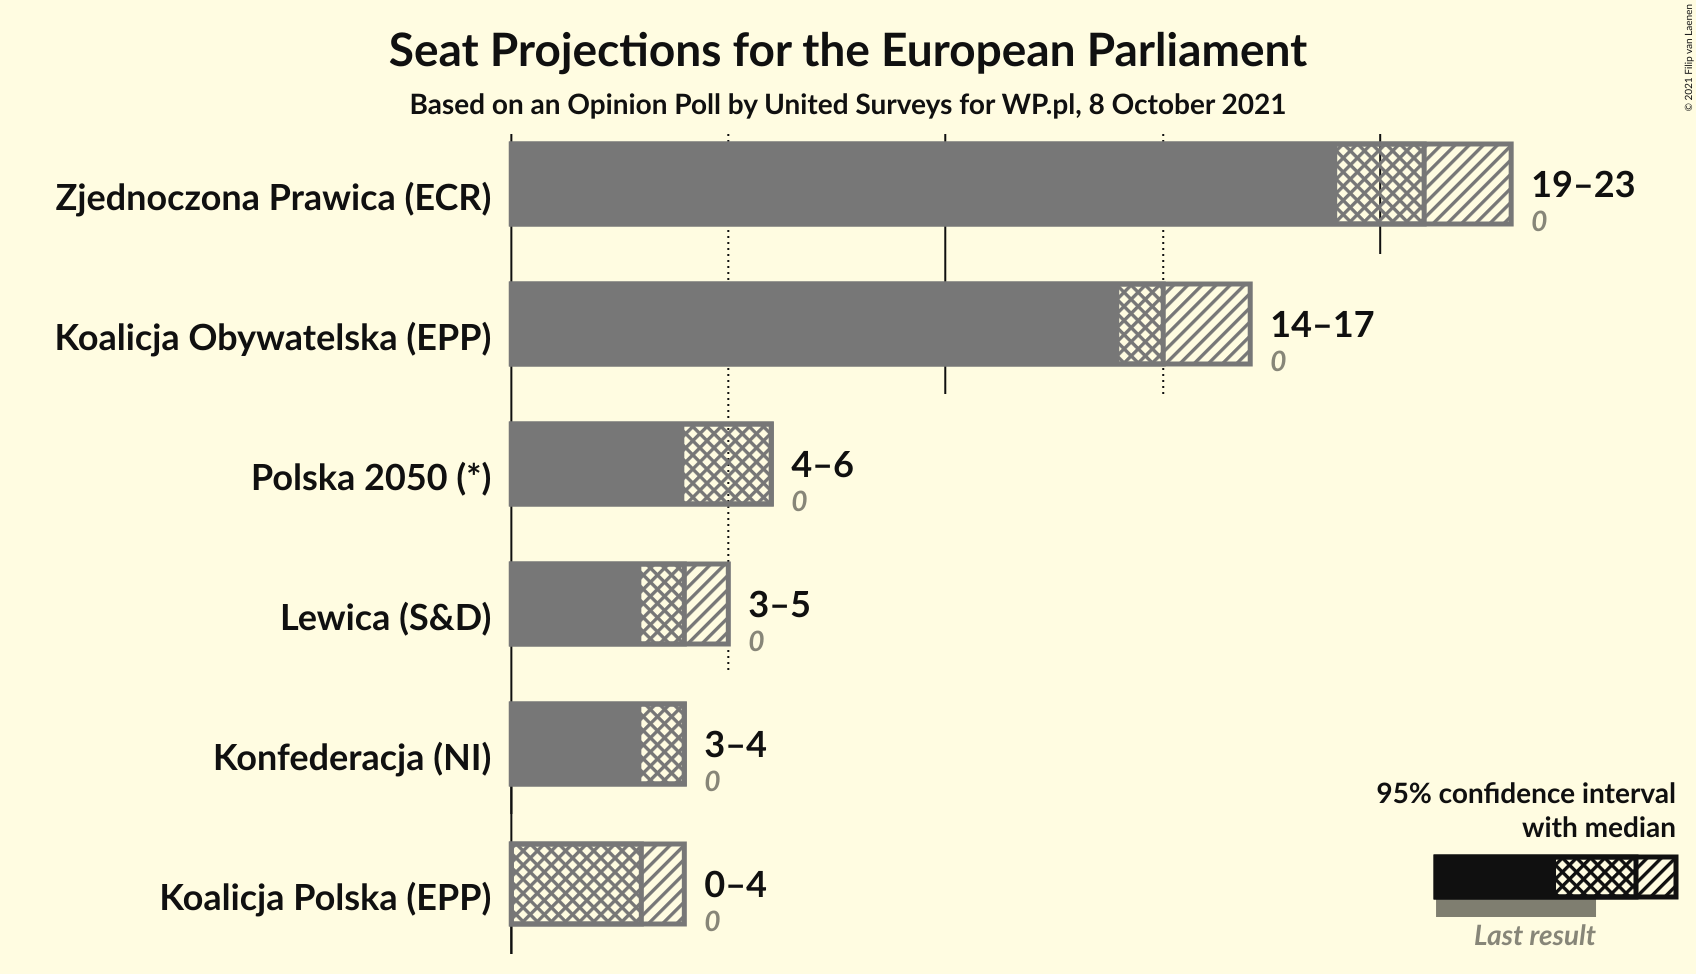 Seat Projections for the European Parliament
Based on an Opinion Poll by United Surveys for WP.pl, 8 October 2021
© 2021 Filip van Laenen
Zjednoczona Prawica (ECR)
19–23
0
Koalicja Obywatelska (EPP)
14–17
0
Polska 2050 (*)
4–6
0
Lewica (S&D)
3–5
0
Konfederacja (NI)
3–4
0
Koalicja Polska (EPP)
0–4
0
95% confidence interval
with median
Last result